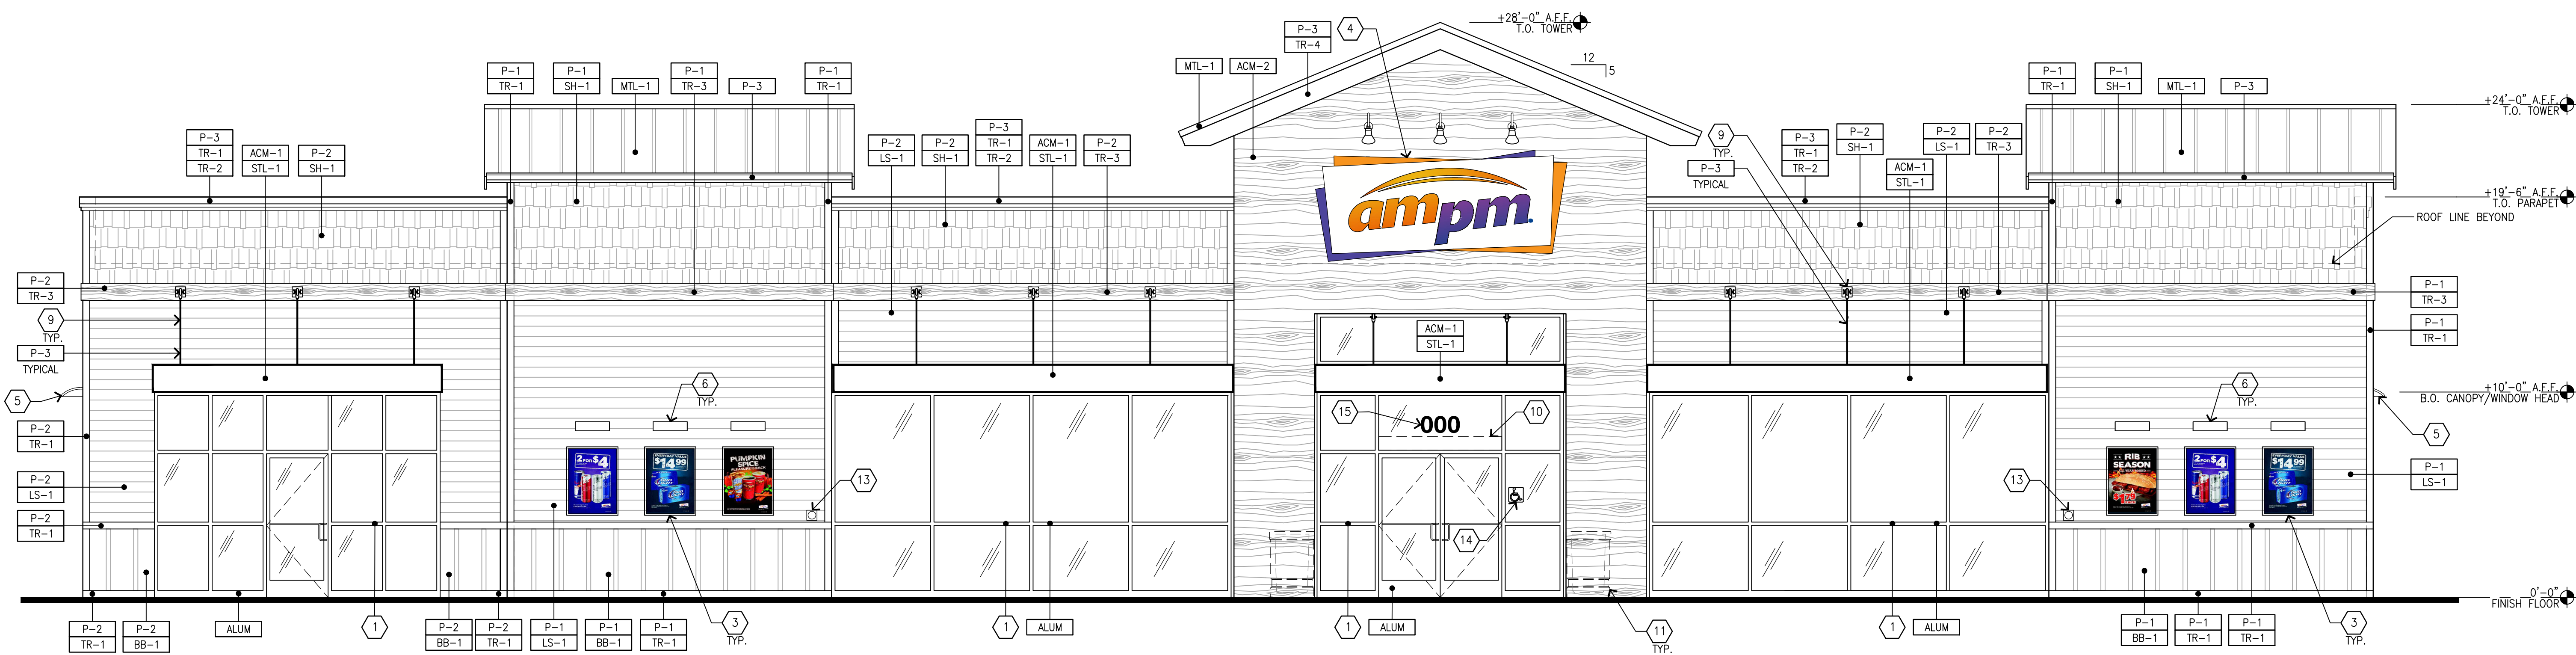 +28'-0" A.F.F.
T.O. TOWER
P-3
TR-4
4
12
5
MTL-1
ACM-2
P-1
TR-1
P-1
SH-1
MTL-1
P-1
TR-3
P-3
P-1
TR-1
P-1
TR-1
P-1
SH-1
MTL-1
P-3
+24'-0" A.F.F.
T.O. TOWER
P-3
TR-1
TR-2
ACM-1
STL-1
P-2
SH-1
P-2
LS-1
P-2
SH-1
P-3
TR-1
TR-2
ACM-1
STL-1
P-2
TR-3
9
TYP.
P-3
TYPICAL
P-3
TR-1
TR-2
P-2
SH-1
ACM-1
STL-1
P-2
LS-1
P-2
TR-3
+19'-6" A.F.F.
T.O. PARAPET
ROOF LINE BEYOND
ampm
P-2
TR-3
P-1
TR-3
9
TYP.
P-3
TYPICAL
P-1
TR-1
ACM-1
STL-1
5
6
TYP.
6
TYP.
+10'-0" A.F.F.
B.O. CANOPY/WINDOW HEAD
5
15
000
10
P-2
TR-1
P-2
LS-1
P-2
TR-1
2 FOR $4
EVERYDAY VALUE
$14 99
PUMPKIN
SPICE
13
14
13
RIB
SEASON
$1.79
2 FOR $4
EVERYDAY VALUE
$14 99
P-1
LS-1
P-2
TR-1
P-2
BB-1
ALUM
1
P-2
BB-1
P-2
TR-1
P-1
LS-1
P-1
BB-1
P-1
TR-1
3
TYP.
1
ALUM
1
ALUM
11
TYP.
1
ALUM
P-1
BB-1
P-1
TR-1
P-1
TR-1
3
TYP.
0'-0"
FINISH FLOOR